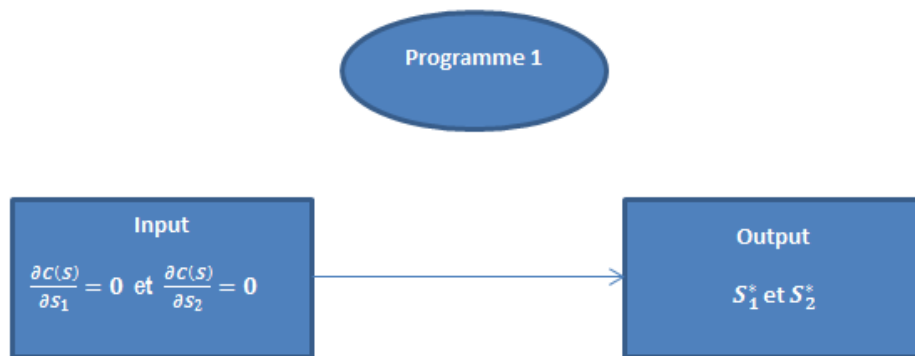 Programme 1
Input
∂c(s)/∂s₁ = 0 et ∂c(s)/∂s₂ = 0
Output
S₁* et S₂*